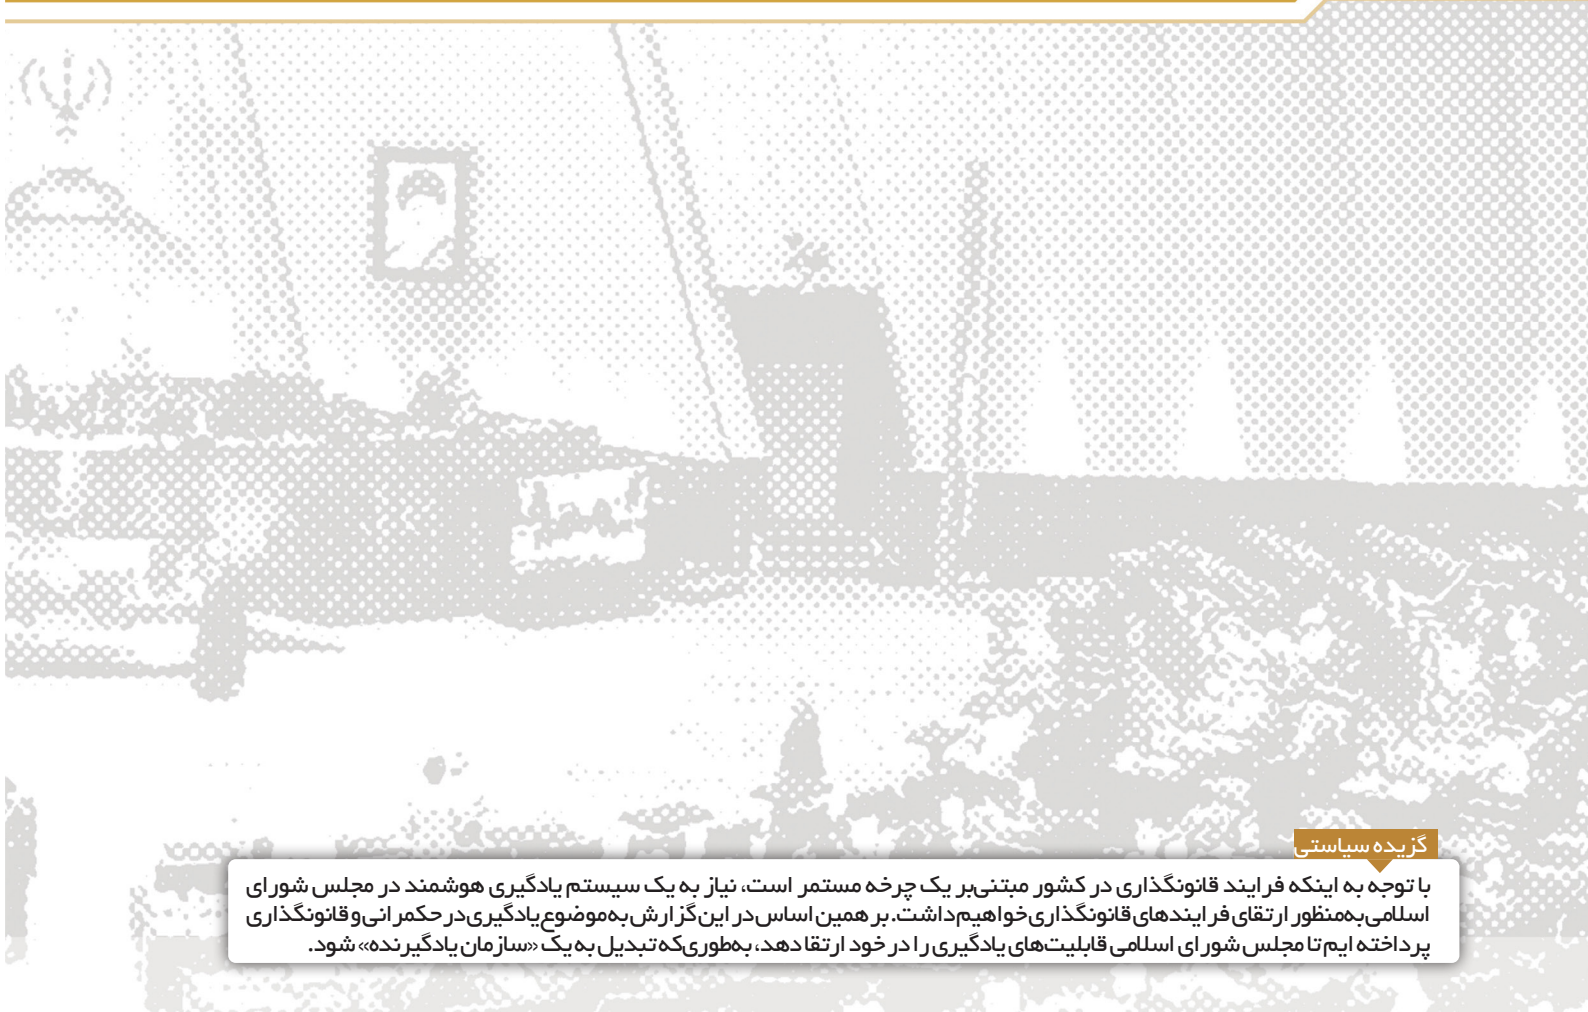 گزیده سیاستی
با توجه به اینکه فرایند قانونگذاری در کشور مبتنی‌بر یک چرخه مستمر است، نیاز به یک سیستم یادگیری هوشمند در مجلس شورای
اسلامی به‌منظور ارتقای فرایندهای قانونگذاری خواهیم داشت. بر همین اساس در این گزارش به موضوع یادگیری در حکمرانی و قانونگذاری
پرداخته ایم تا مجلس شورای اسلامی قابلیت‌های یادگیری را در خود ارتقا دهد، به‌طوری‌که تبدیل به یک «سازمان یادگیرنده» شود.